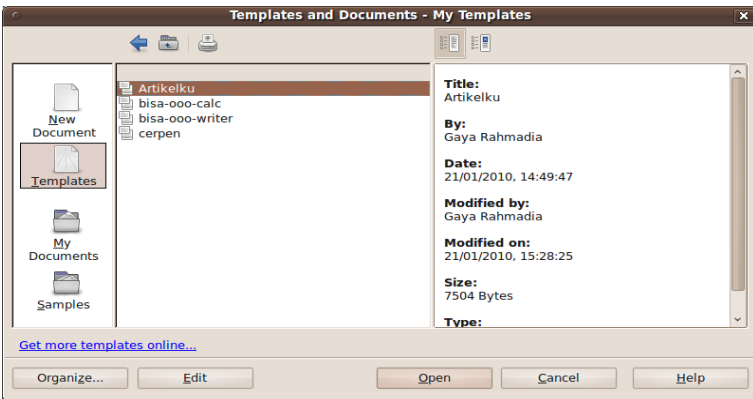 Templates and Documents - My Templates
New
Document
Templates
My
Documents
Samples
Artikelku
bisa-ooo-calc
bisa-ooo-writer
cerpen
Title:
Artikelku
By:
Gaya Rahmadia
Date:
21/01/2010, 14:49:47
Modified by:
Gaya Rahmadia
Modified on:
21/01/2010, 15:28:25
Size:
7504 Bytes
Type:
Get more templates online...
Organize... Edit Open Cancel Help